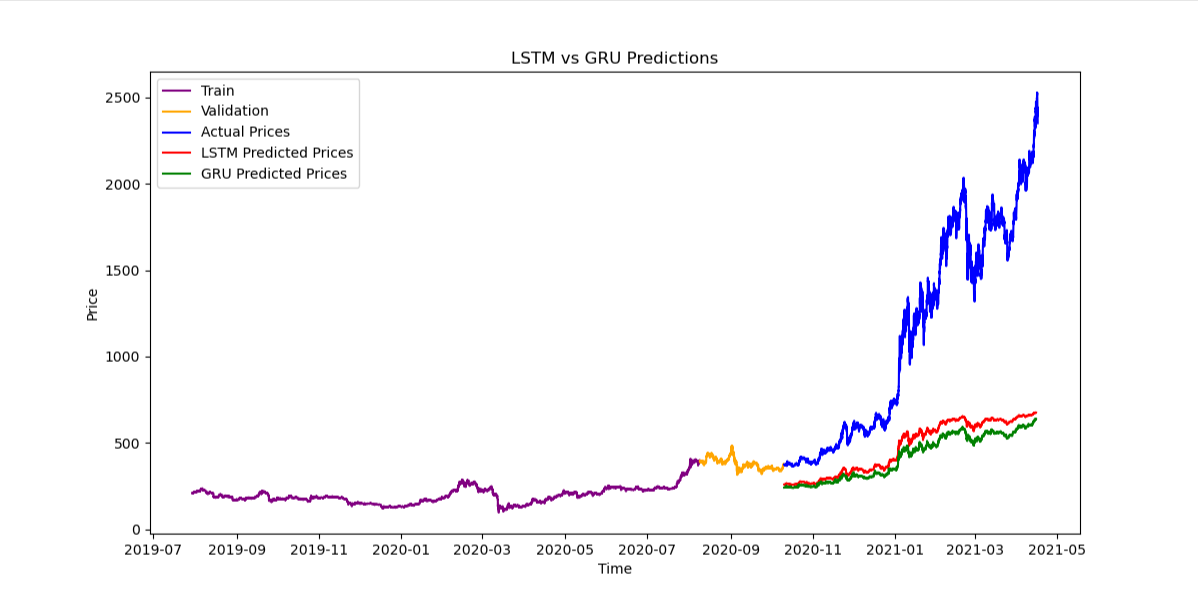 LSTM vs GRU Predictions
Train
Validation
Actual Prices
LSTM Predicted Prices
GRU Predicted Prices
2500
2000
1500
1000
500
0
Price
2019-07 2019-09 2019-11 2020-01 2020-03 2020-05 2020-07 2020-09 2020-11 2021-01 2021-03 2021-05
Time